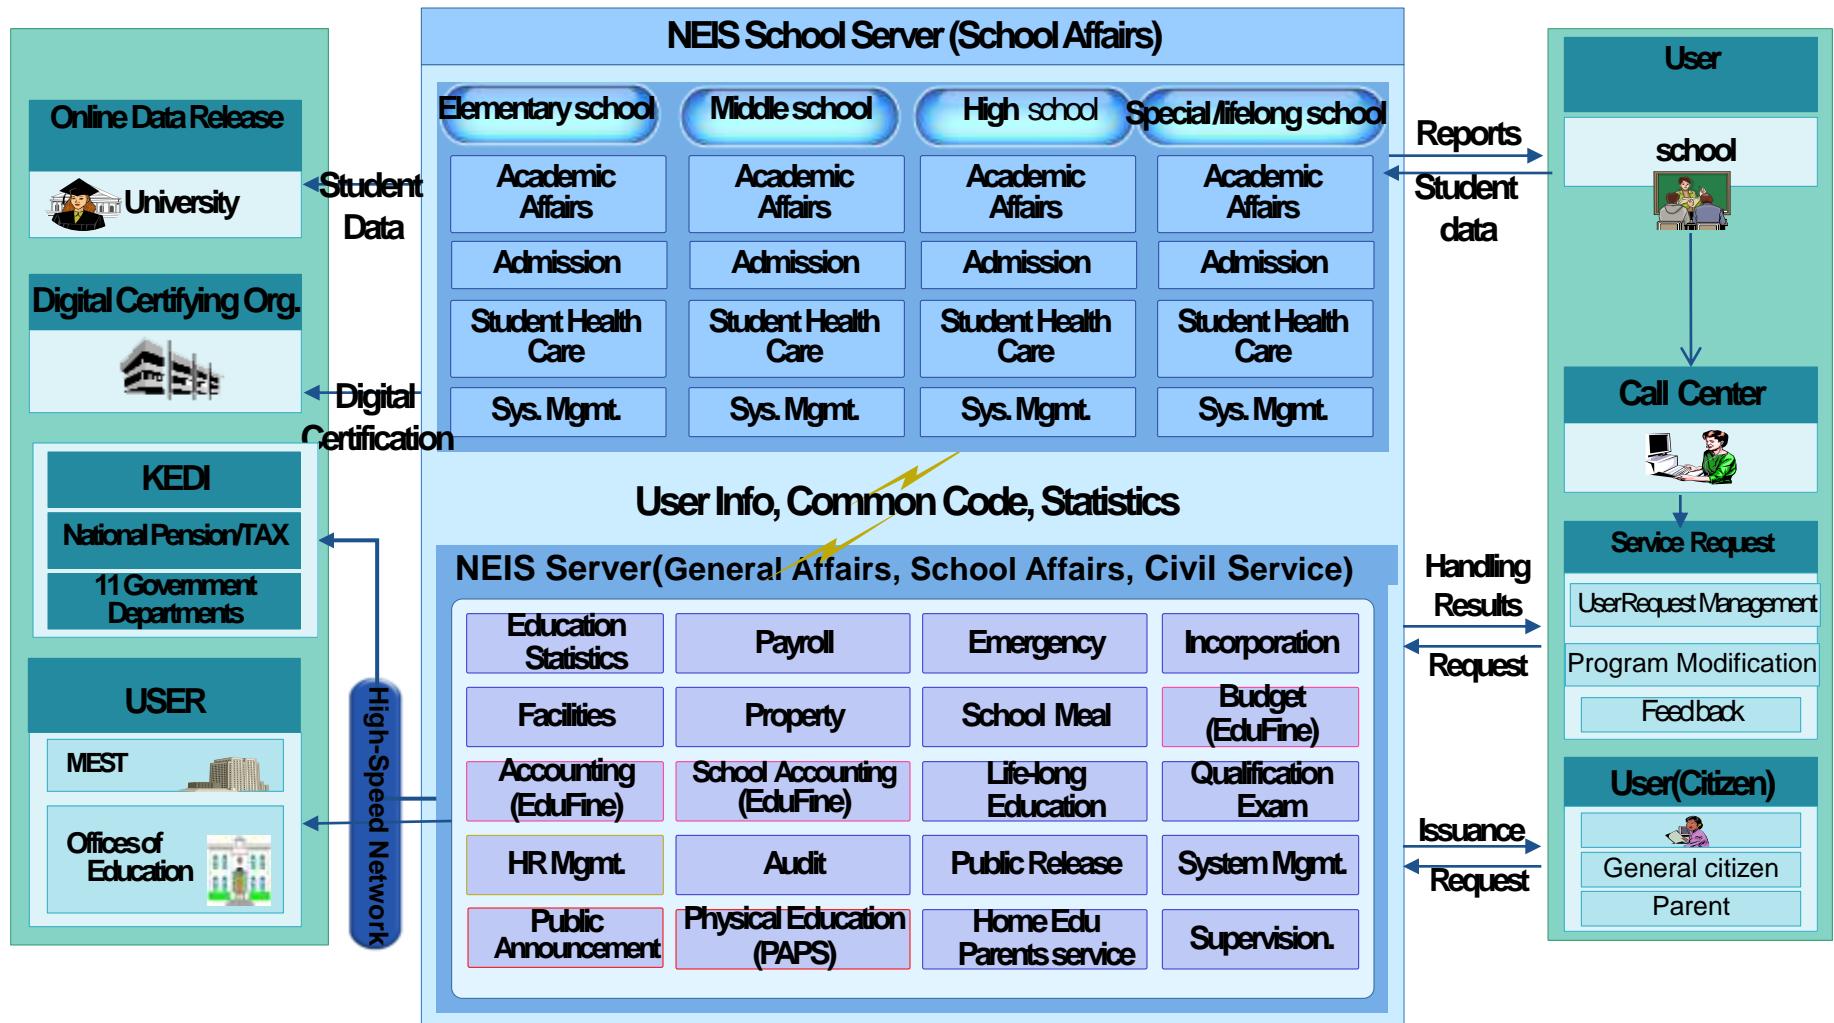 NEIS School Server (School Affairs)
Online Data Release
University
Digital Certifying Org.
KEDI
National Pension/TAX
11 Government
Departments
USER
MEST
Offices of
Education
Student
Data
Digital
Certification
High-Speed Network
Elementary school
Middle school
High school
Special /lifelong school
Academic
Affairs
Academic
Affairs
Academic
Affairs
Academic
Affairs
Admission
Admission
Admission
Admission
Student Health
Care
Student Health
Care
Student Health
Care
Student Health
Care
Sys. Mgmt.
Sys. Mgmt.
Sys. Mgmt.
Sys. Mgmt.
User Info, Common Code, Statistics
NEIS Server(General Affairs, School Affairs, Civil Service)
Education
Statistics
Payroll
Emergency
Incorporation
Facilities
Property
School Meal
Budget
(EduFine)
Accounting
(EduFine)
School Accounting
(EduFine)
Life-long
Education
Qualification
Exam
HR Mgmt.
Audit
Public Release
System Mgmt.
Public
Announcement
Physical Education
(PAPS)
Home Edu
Parents service
Supervision.
Reports
Student
data
Handling
Results
Request
Issuance
Request
User
school
Call Center
Service Request
User Request Management
Program Modification
Feedback
User(Citizen)
General citizen
Parent